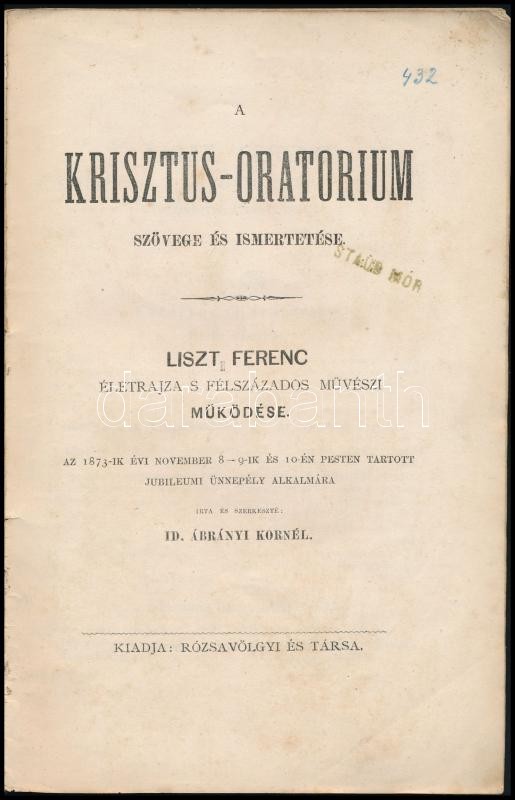 432
A
KRISZTUS-ORATORIUM
SZÖVEGE ÉS ISMERTETÉSE.
STAUB MÓR
LISZT FERENC
ÉLETRAJZA S FÉLSZÁZADOS MŰVÉSZI
MŰKÖDÉSE.
darabanth
AZ 1873-IK ÉVI NOVEMBER 8—9-IK ÉS 10-ÉN PESTEN TARTOTT
JUBILEUMI ÜNNEPÉLY ALKALMÁRA
IRTA ÉS SZERKESZTÉ:
ID. ÁBRÁNYI KORNÉL.
KIADJA: RÓZSAVÖLGYI ÉS TÁRSA.